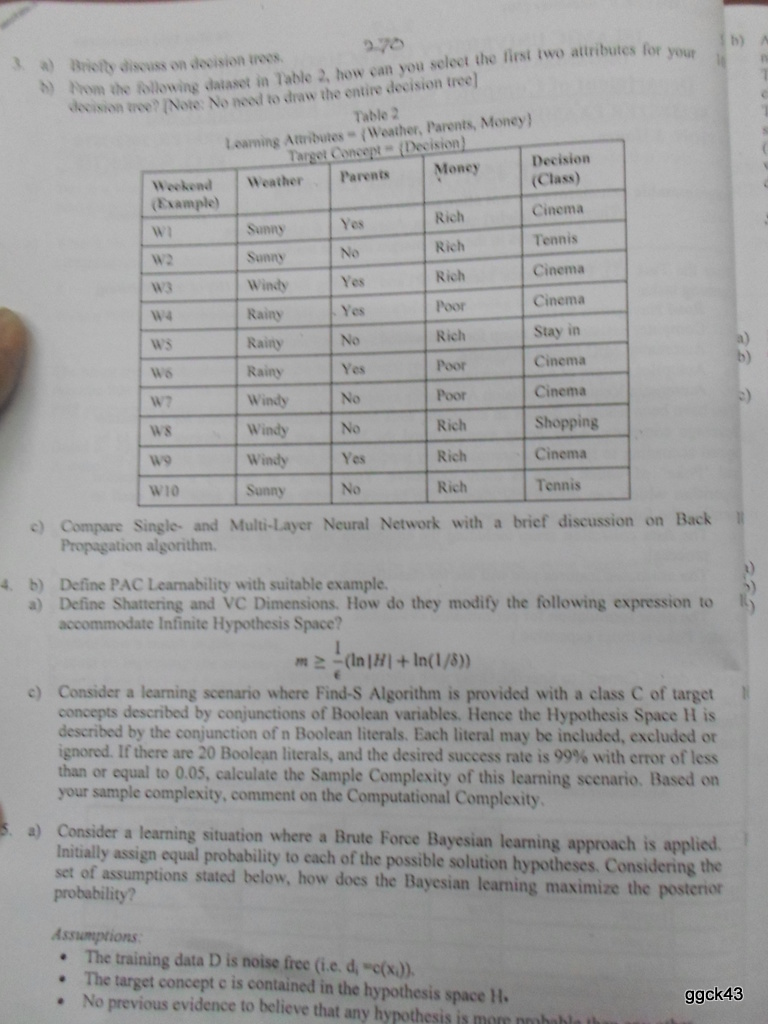 270
3. a) Briefly discuss on decision trees.
b) From the following dataset in Table 2, how can you select the first two attributes for your
decision tree? [Note: No need to draw the entire decision tree]
Table 2
Learning Attributes = {Weather, Parents, Money}
Target Concept = {Decision}
Weekend (Example) Weather Parents Money Decision (Class)
W1 Sunny Yes Rich Cinema
W2 Sunny No Rich Tennis
W3 Windy Yes Rich Cinema
W4 Rainy Yes Poor Cinema
W5 Rainy No Rich Stay in
W6 Rainy Yes Poor Cinema
W7 Windy No Poor Cinema
W8 Windy No Rich Shopping
W9 Windy Yes Rich Cinema
W10 Sunny No Rich Tennis
c) Compare Single- and Multi-Layer Neural Network with a brief discussion on Back
Propagation algorithm.
4. b) Define PAC Learnability with suitable example.
a) Define Shattering and VC Dimensions. How do they modify the following expression to
accommodate Infinite Hypothesis Space?
m ≥ 1/ε (ln|H| + ln(1/δ))
c) Consider a learning scenario where Find-S Algorithm is provided with a class C of target
concepts described by conjunctions of Boolean variables. Hence the Hypothesis Space H is
described by the conjunction of n Boolean literals. Each literal may be included, excluded or
ignored. If there are 20 Boolean literals, and the desired success rate is 99% with error of less
than or equal to 0.05, calculate the Sample Complexity of this learning scenario. Based on
your sample complexity, comment on the Computational Complexity.
5. a) Consider a learning situation where a Brute Force Bayesian learning approach is applied.
Initially assign equal probability to each of the possible solution hypotheses. Considering the
set of assumptions stated below, how does the Bayesian learning maximize the posterior
probability?
Assumptions:
• The training data D is noise free (i.e. dᵢ =c(xᵢ)).
• The target concept c is contained in the hypothesis space H.
• No previous evidence to believe that any hypothesis is more probable than
b)
a)
b)
c)
ggck43